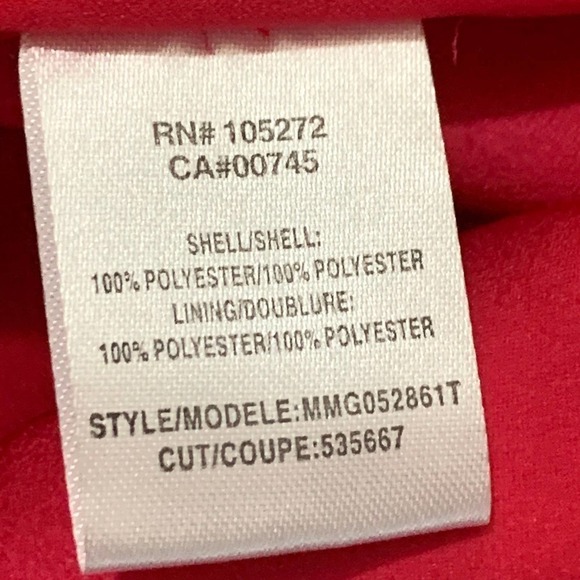 RN# 105272
CA#00745
SHELL/SHELL:
100% POLYESTER/100% POLYESTER
LINING/DOUBLURE:
100% POLYESTER/100% POLYESTER
STYLE/MODELE:MMG052861T
CUT/COUPE:535667